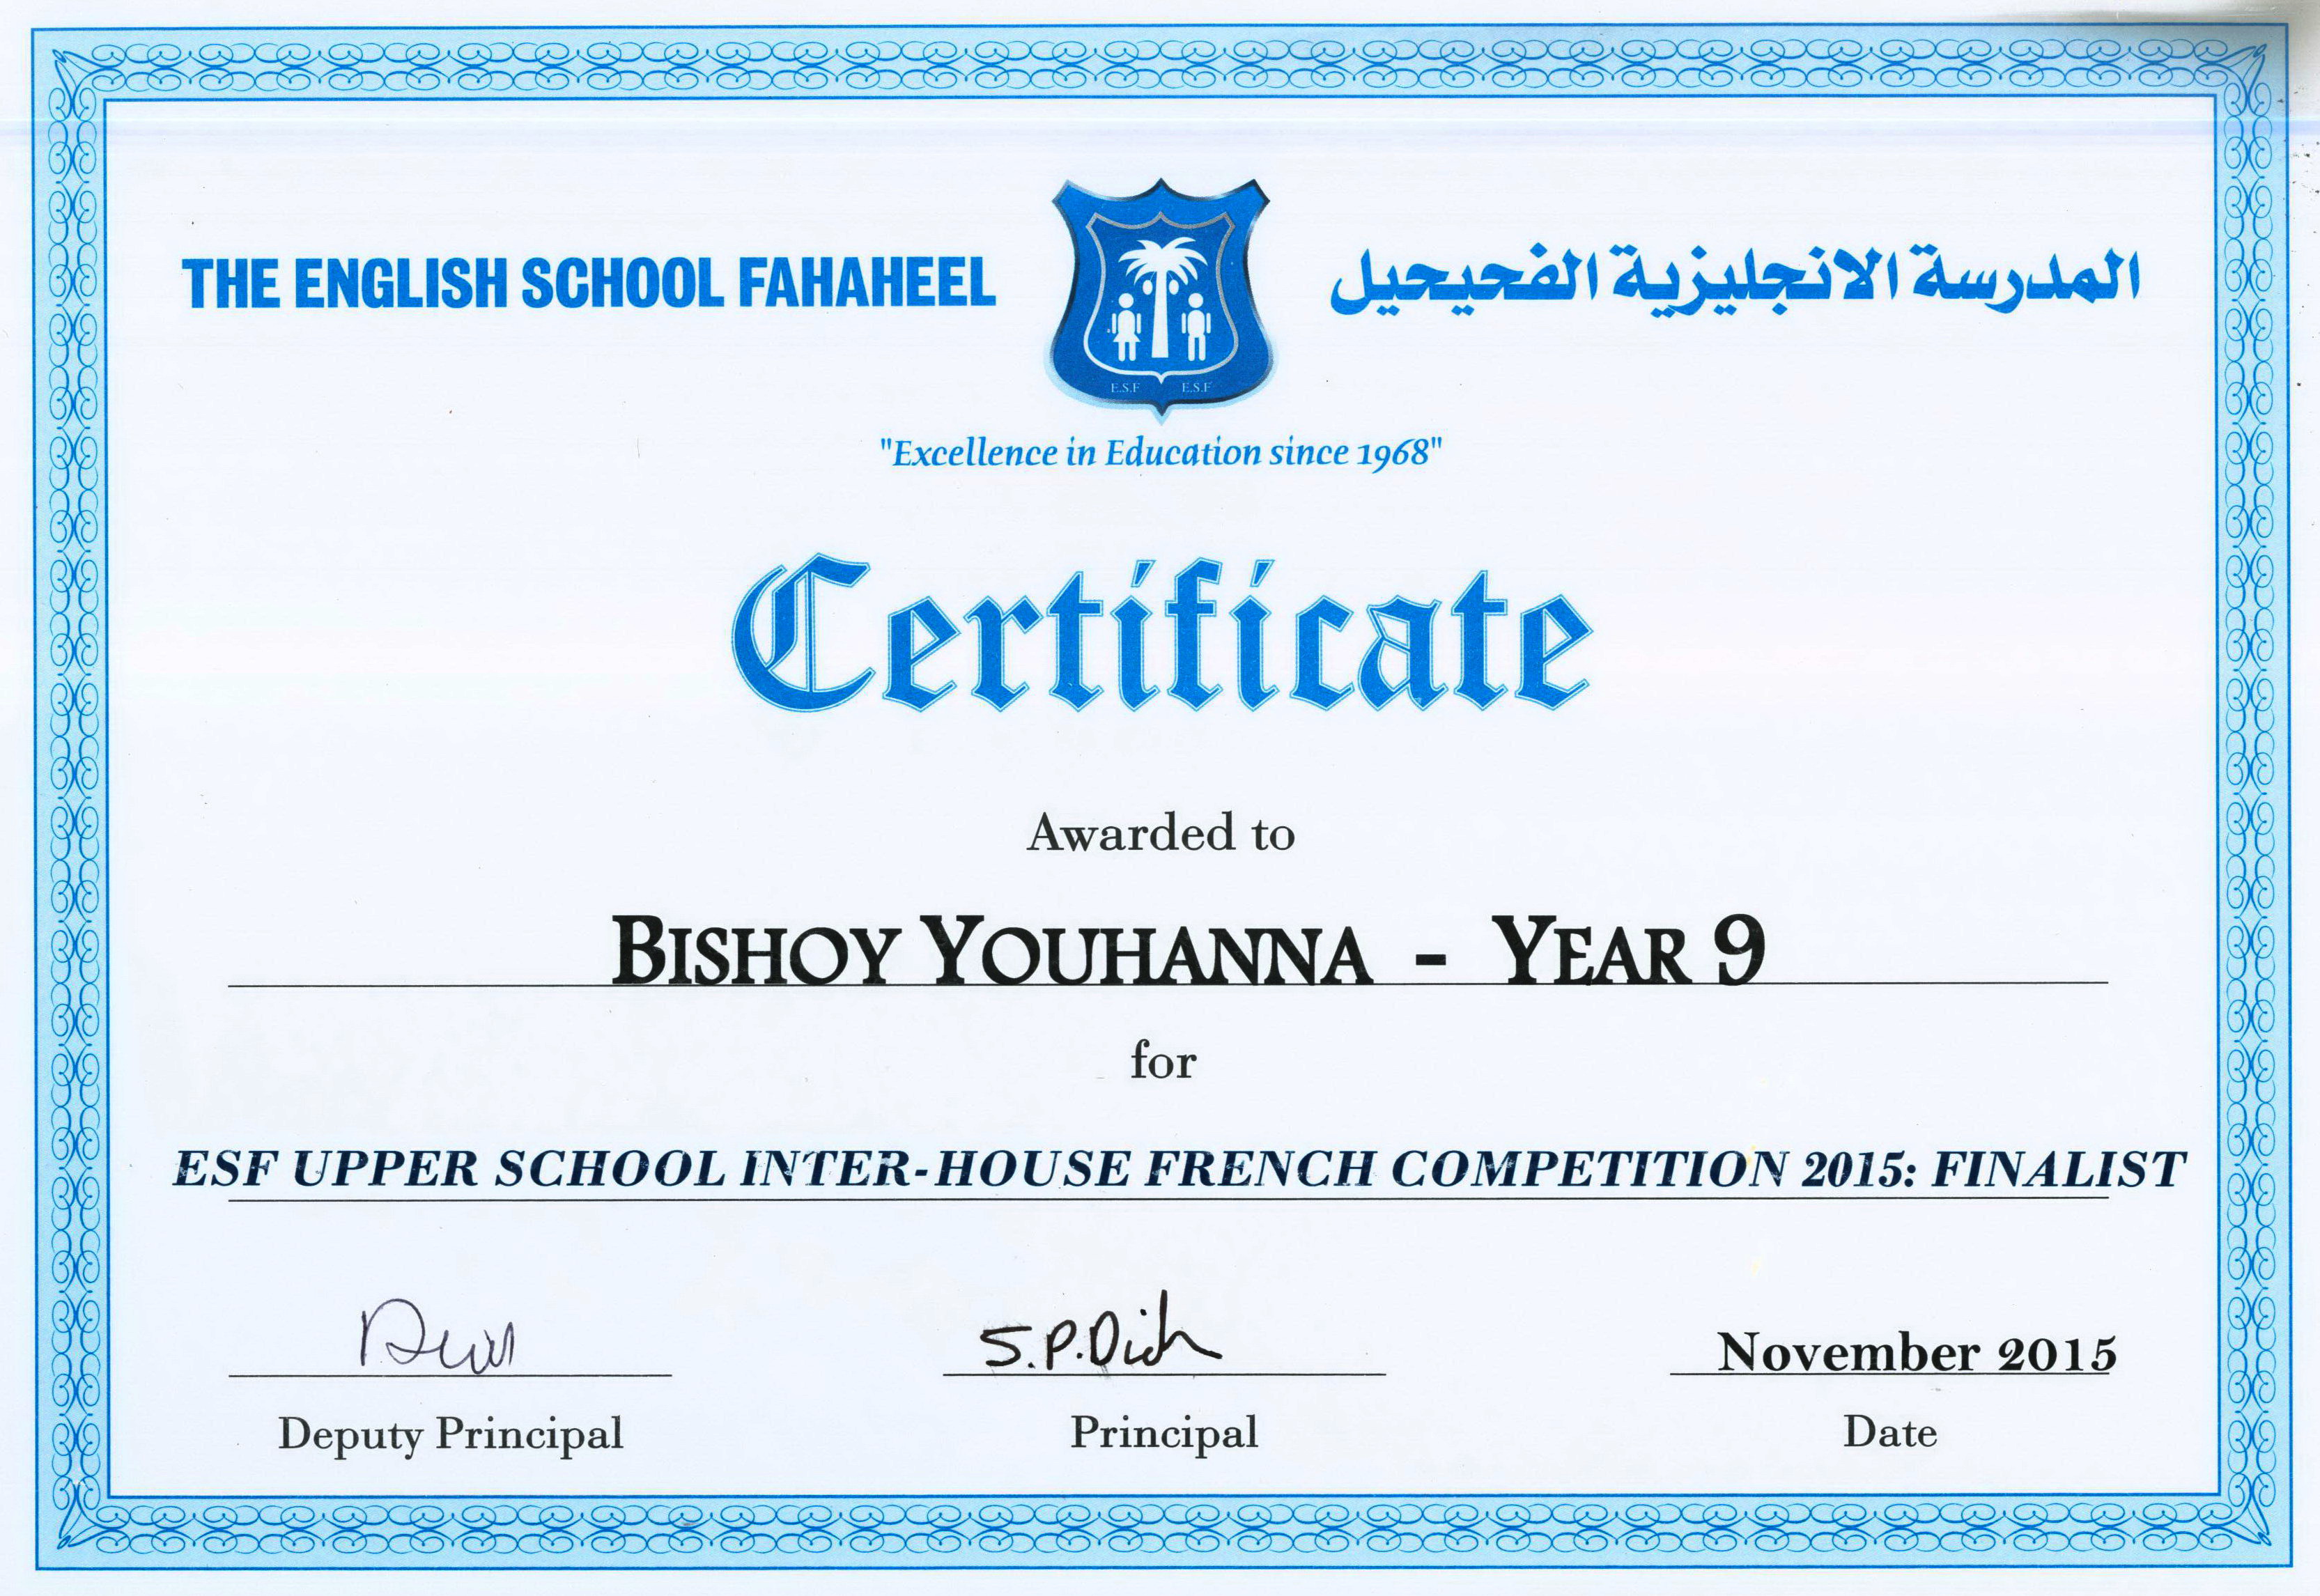 THE ENGLISH SCHOOL FAHAHEEL
المدرسة الانجليزية الفحيحيل
E.S.F E.S.F
"Excellence in Education since 1968"
Certificate
Awarded to
BISHOY YOUHANNA - YEAR 9
for
ESF UPPER SCHOOL INTER-HOUSE FRENCH COMPETITION 2015: FINALIST
S.P.Dich
November 2015
Deputy Principal
Principal
Date